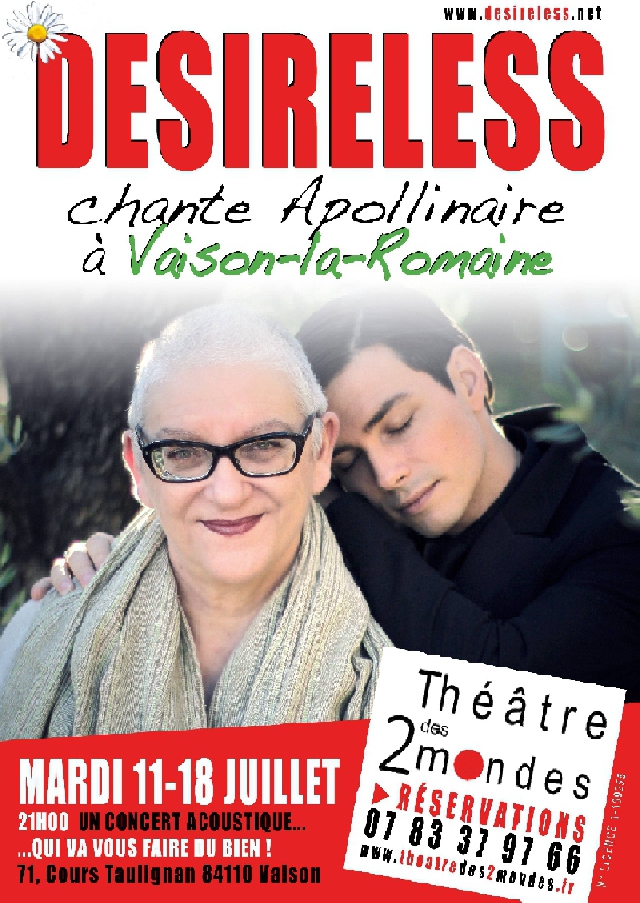 www.desireless.net
DESIRELESS
chante Apollinaire
à Vaison-la-Romaine
Théâtre
des
2mondes
RÉSERVATIONS
07 83 37 97 66
www.theatredes2mondes.fr
MARDI 11-18 JUILLET
21H00 UN CONCERT ACOUSTIQUE...
...QUI VA VOUS FAIRE DU BIEN !
71, Cours Taulignan 84110 Vaison